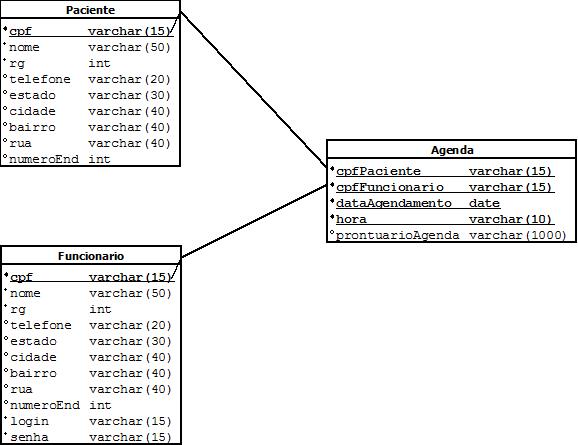 Paciente
cpf varchar(15)
nome varchar(50)
rg int
telefone varchar(20)
estado varchar(30)
cidade varchar(40)
bairro varchar(40)
rua varchar(40)
numeroEnd int
Agenda
cpfPaciente varchar(15)
cpfFuncionario varchar(15)
dataAgendamento date
hora varchar(10)
prontuarioAgenda varchar(1000)
Funcionario
cpf varchar(15)
nome varchar(50)
rg int
telefone varchar(20)
estado varchar(30)
cidade varchar(40)
bairro varchar(40)
rua varchar(40)
numeroEnd int
login varchar(15)
senha varchar(15)